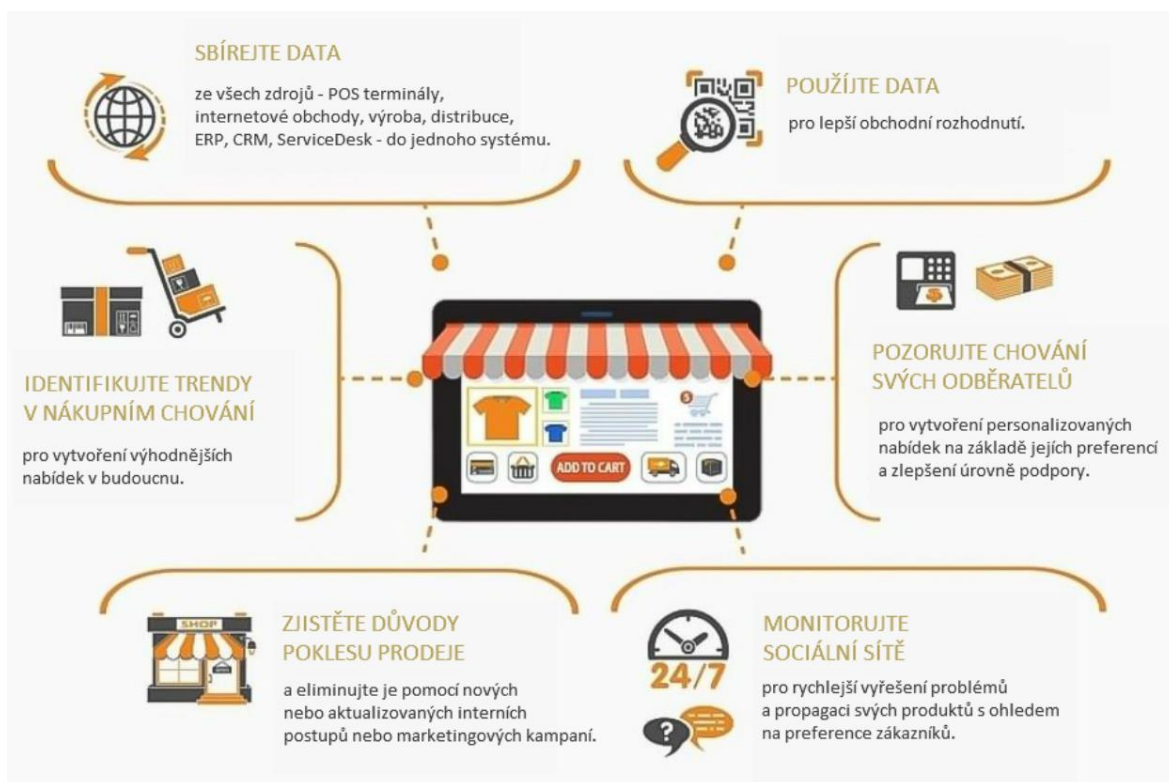 SBÍREJTE DATA
ze všech zdrojů - POS terminály,
internetové obchody, výroba, distribuce,
ERP, CRM, ServiceDesk - do jednoho systému.
POUŽÍJTE DATA
pro lepší obchodní rozhodnutí.
IDENTIFIKUJTE TRENDY
V NÁKUPNÍM CHOVÁNÍ
pro vytvoření výhodnějších
nabídek v budoucnu.
POZORUJTE CHOVÁNÍ
SVÝCH ODBĚRATELŮ
pro vytvoření personalizovaných
nabídek na základě jejích preferencí
a zlepšení úrovně podpory.
5
ADD TO CART
SHOP
ZJISTĚTE DŮVODY
POKLESU PRODEJE
a eliminujte je pomocí nových
nebo aktualizovaných interních
postupů nebo marketingových kampaní.
24/7
?
MONITORUJTE
SOCIÁLNÍ SÍTĚ
pro rychlejší vyřešení problémů
a propagaci svých produktů s ohledem
na preference zákazníků.